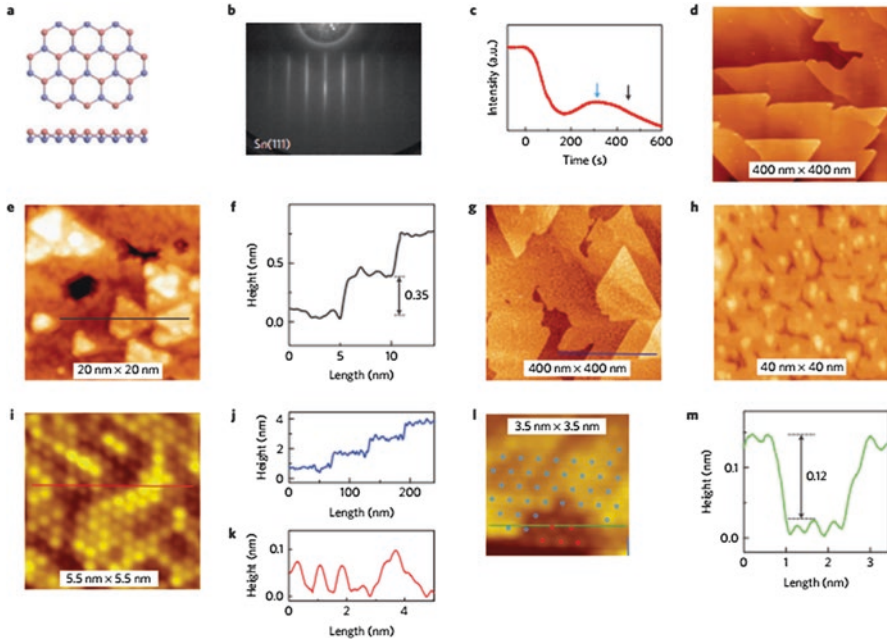 a
b
Sn(111)
c
Intensity (a.u.)
0 200 400 600
Time (s)
d
400 nm × 400 nm
e
20 nm × 20 nm
f
Height (nm)
0.5
0.0
0.35
0 5 10
Length (nm)
g
400 nm × 400 nm
h
40 nm × 40 nm
i
5.5 nm × 5.5 nm
j
Height (nm)
4
2
0
0 100 200
Length (nm)
k
Height (nm)
0.1
0.0
0 2 4
Length (nm)
l
3.5 nm × 3.5 nm
m
Height (nm)
0.1
0.0
0.12
0 1 2 3
Length (nm)